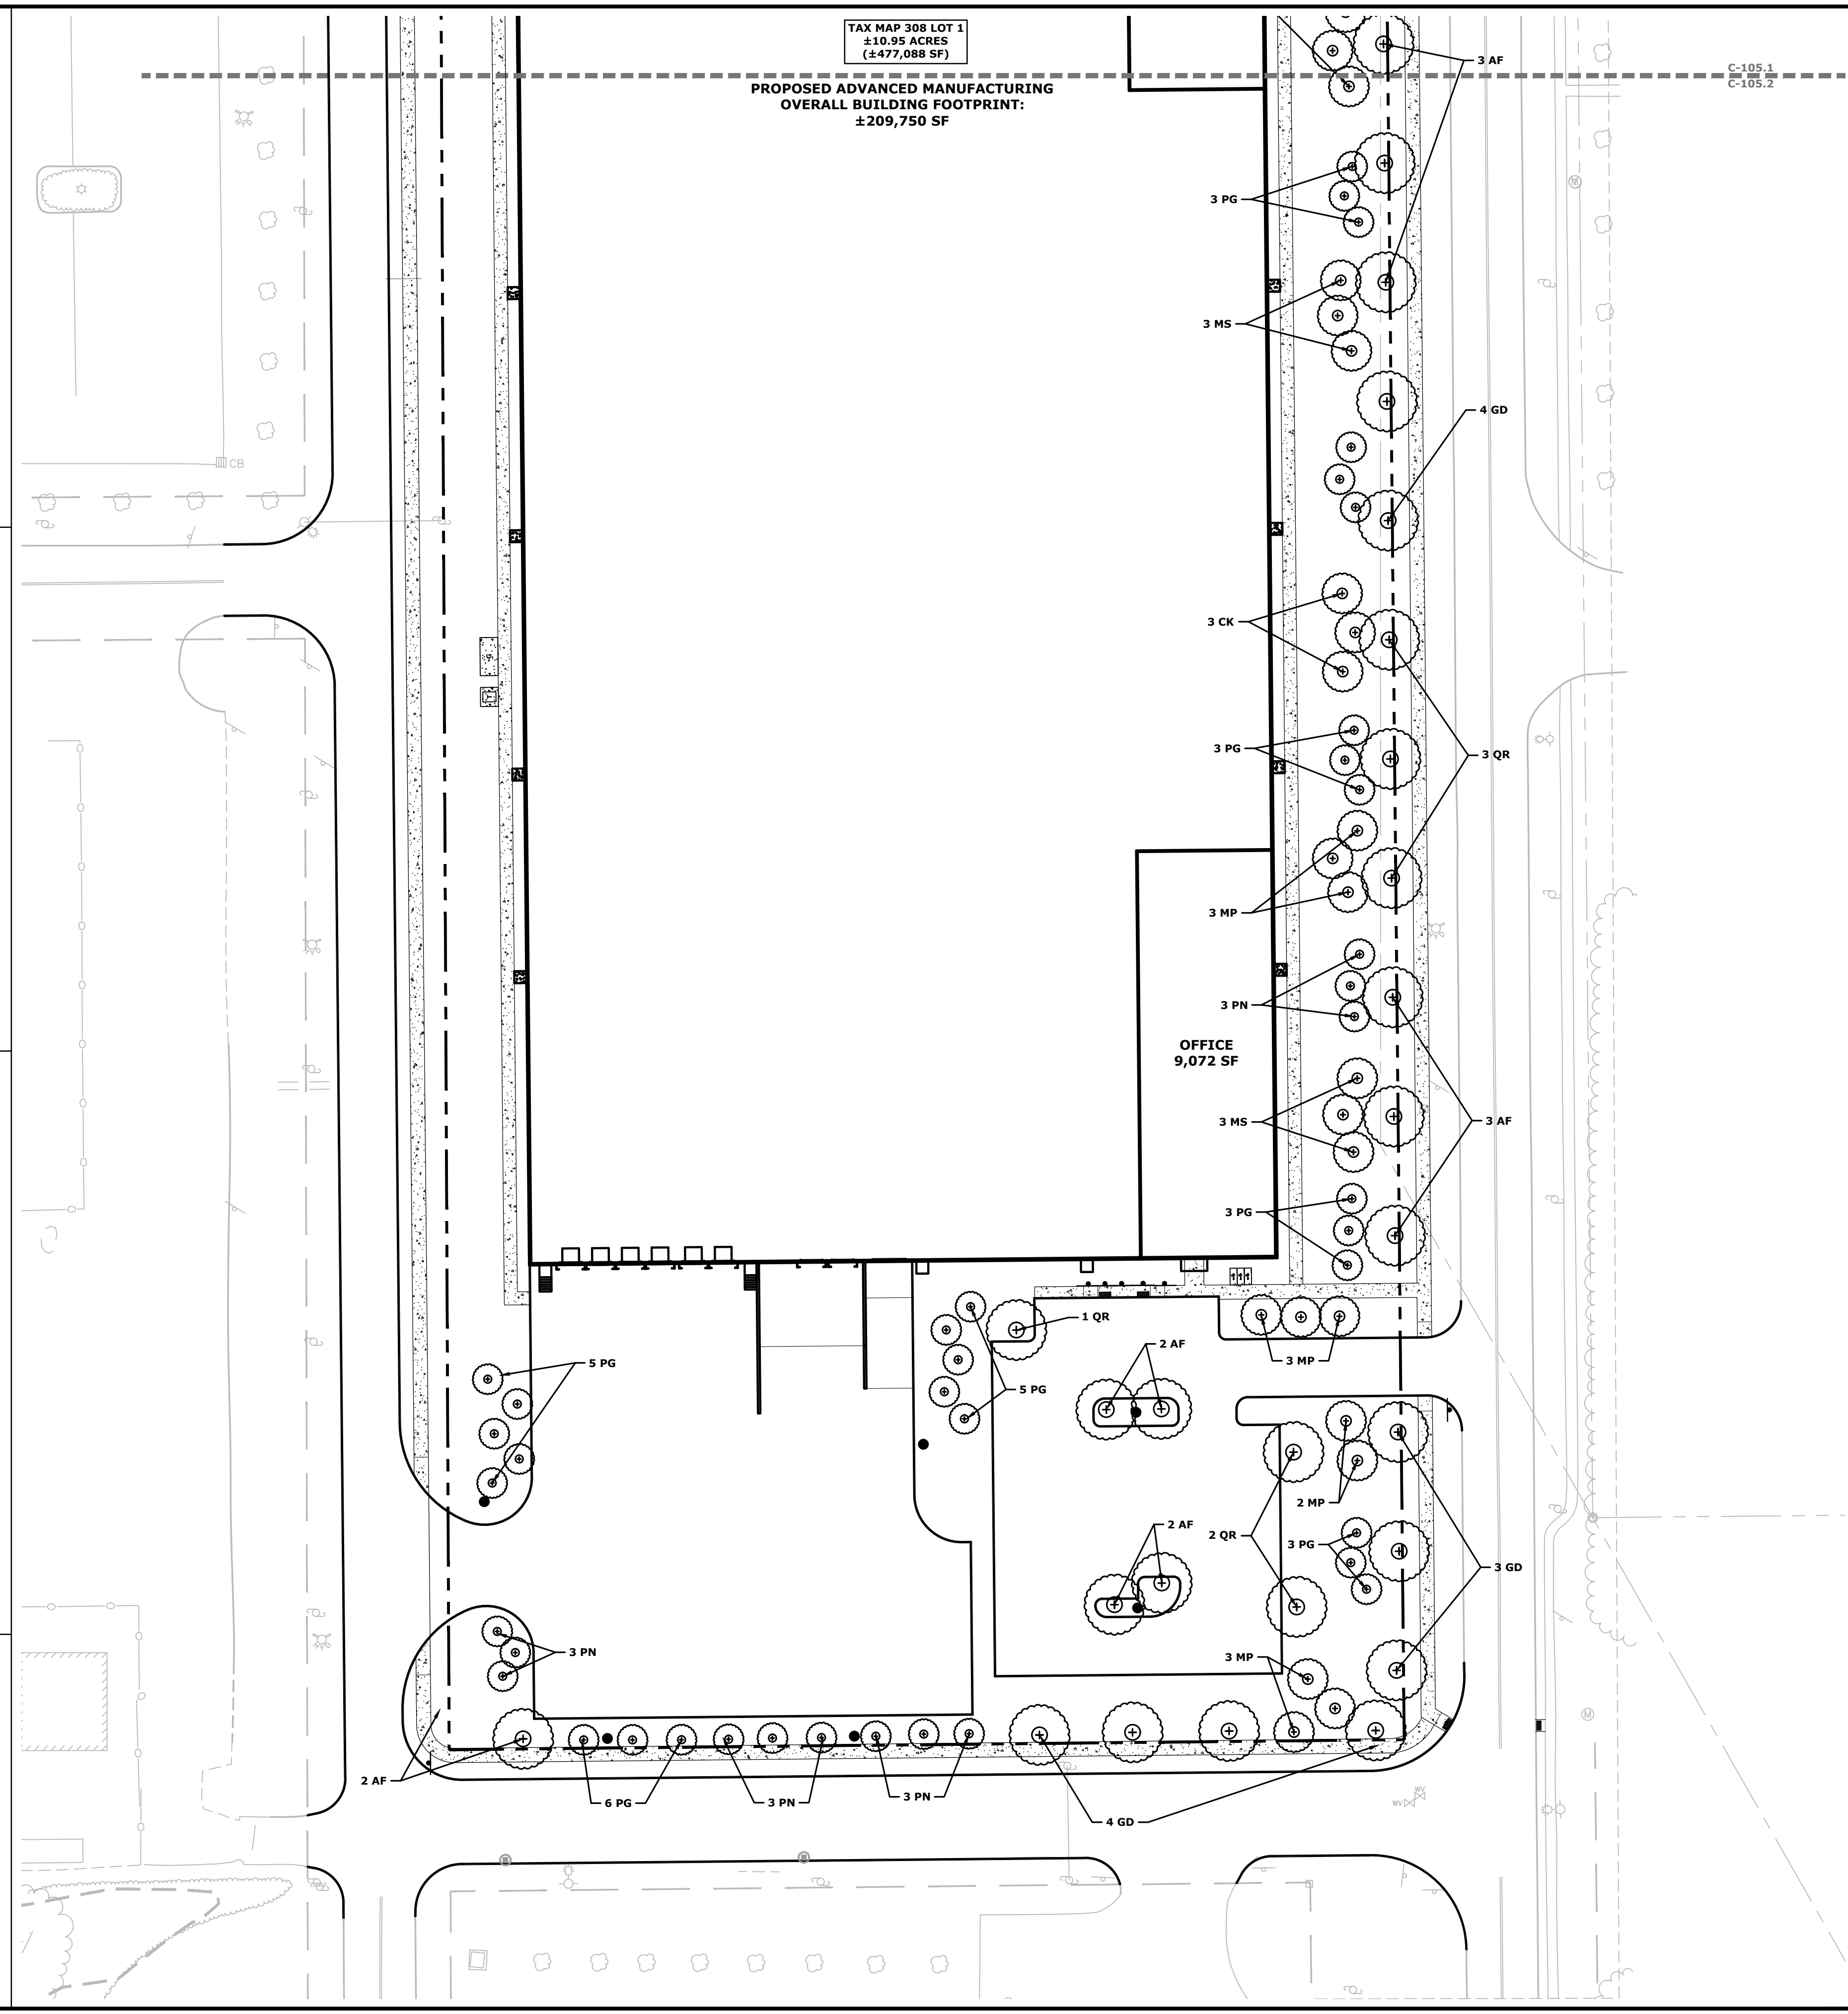 TAX MAP 308 LOT 1
±10.95 ACRES
(±477,088 SF)
3 AF
C-105.1
C-105.2
PROPOSED ADVANCED MANUFACTURING
OVERALL BUILDING FOOTPRINT:
±209,750 SF
M
3 PG
3 MS
4 GD
CB
3 CK
G
T
3 PG
3 QR
3 MP
3 PN
OFFICE
9,072 SF
3 MS
3 AF
3 PG
1 QR
2 AF
3 MP
5 PG
5 PG
2 MP
2 AF
2 QR
3 PG
3 GD
3 PN
3 MP
M
2 AF
6 PG
3 PN
3 PN
4 GD
WV
WV